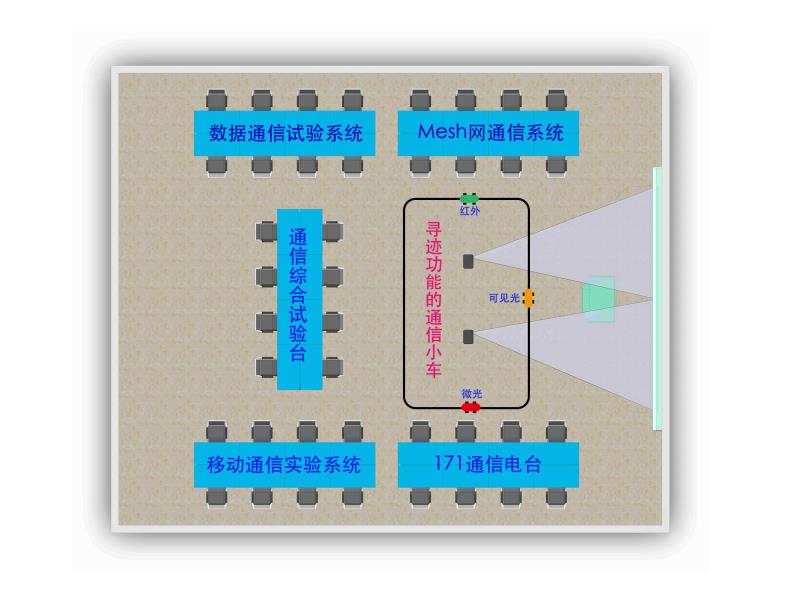 数据通信试验系统
Mesh网通信系统
红外
寻迹功能的通信小车
通信综合试验台
可见光
微光
移动通信实验系统
171通信电台